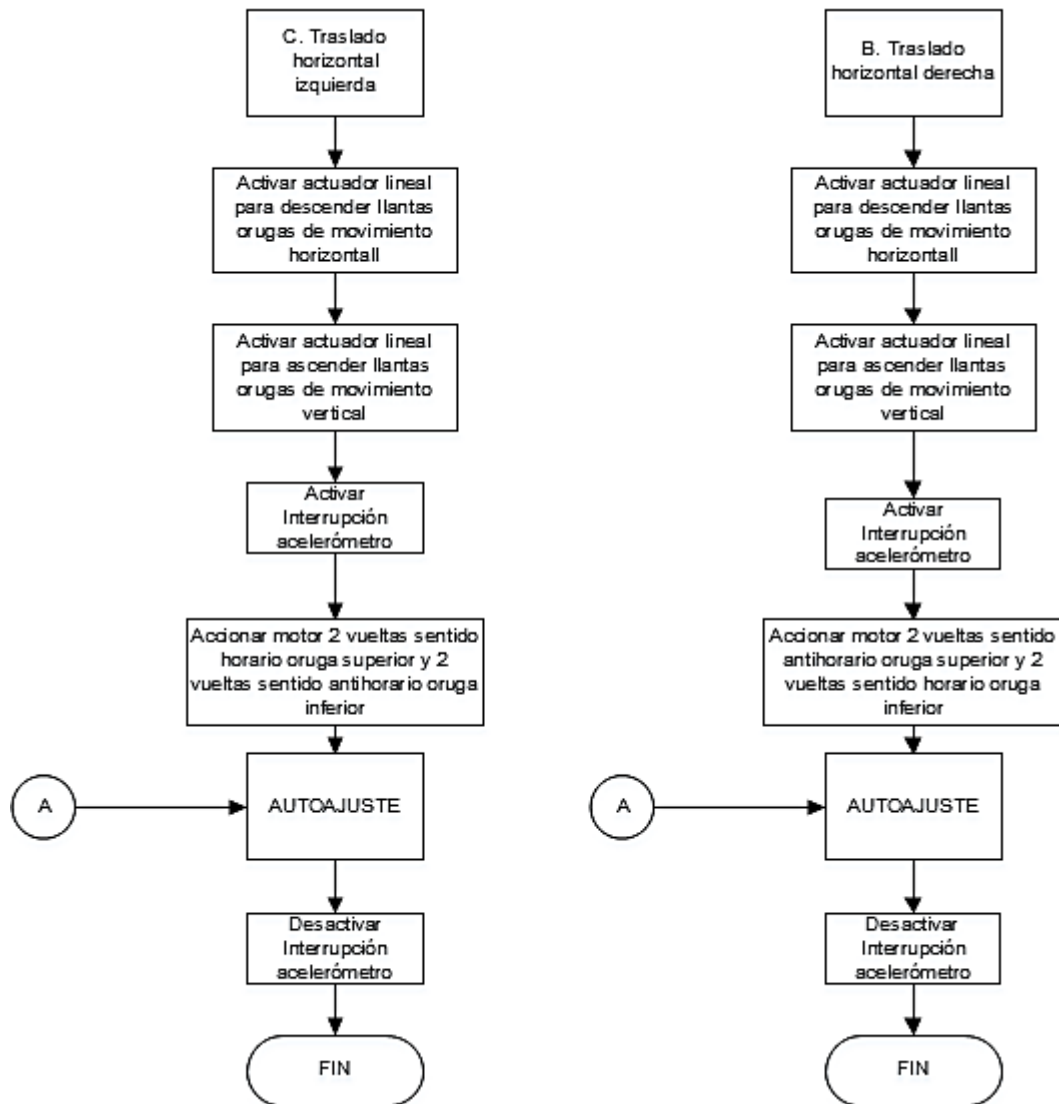 C. Traslado
horizontal
izquierda
Activar actuador lineal
para descender llantas
orugas de movimiento
horizontall
Activar actuador lineal
para ascender llantas
orugas de movimiento
vertical
Activar
Interrupción
acelerómetro
Accionar motor 2 vueltas sentido
horario oruga superior y 2
vueltas sentido antihorario oruga
inferior
A
AUTOAJUSTE
Desactivar
Interrupción
acelerómetro
FIN
B. Traslado
horizontal derecha
Activar actuador lineal
para descender llantas
orugas de movimiento
horizontall
Activar actuador lineal
para ascender llantas
orugas de movimiento
vertical
Activar
Interrupción
acelerómetro
Accionar motor 2 vueltas sentido
antihorario oruga superior y 2
vueltas sentido horario oruga
inferior
A
AUTOAJUSTE
Desactivar
Interrupción
acelerómetro
FIN